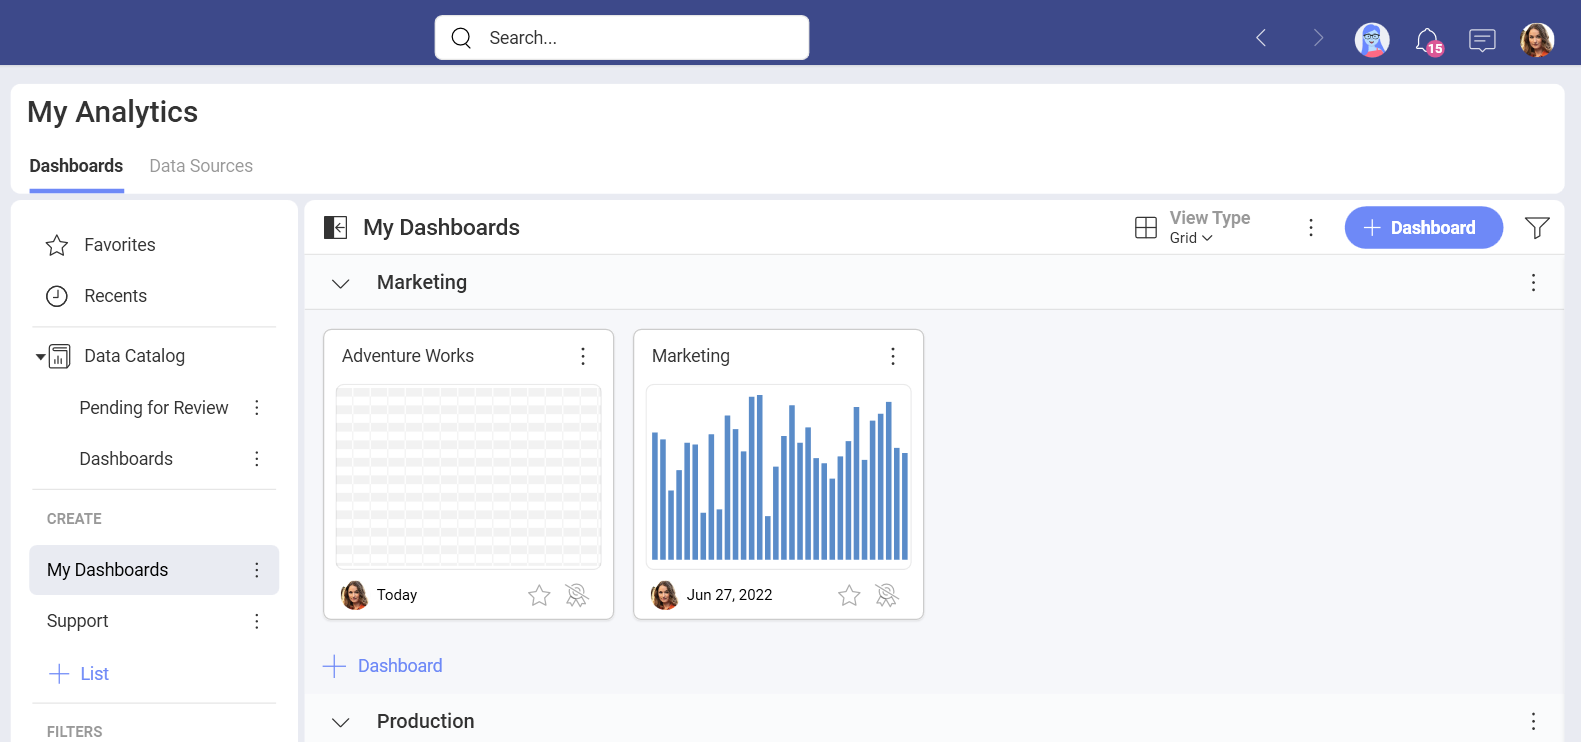 Search...
15
My Analytics
Dashboards
Data Sources
Favorites
Recents
Data Catalog
Pending for Review
Dashboards
CREATE
My Dashboards
Support
List
FILTERS
My Dashboards
View Type
Grid
Dashboard
Marketing
Adventure Works
Today
Marketing
Jun 27, 2022
Dashboard
Production